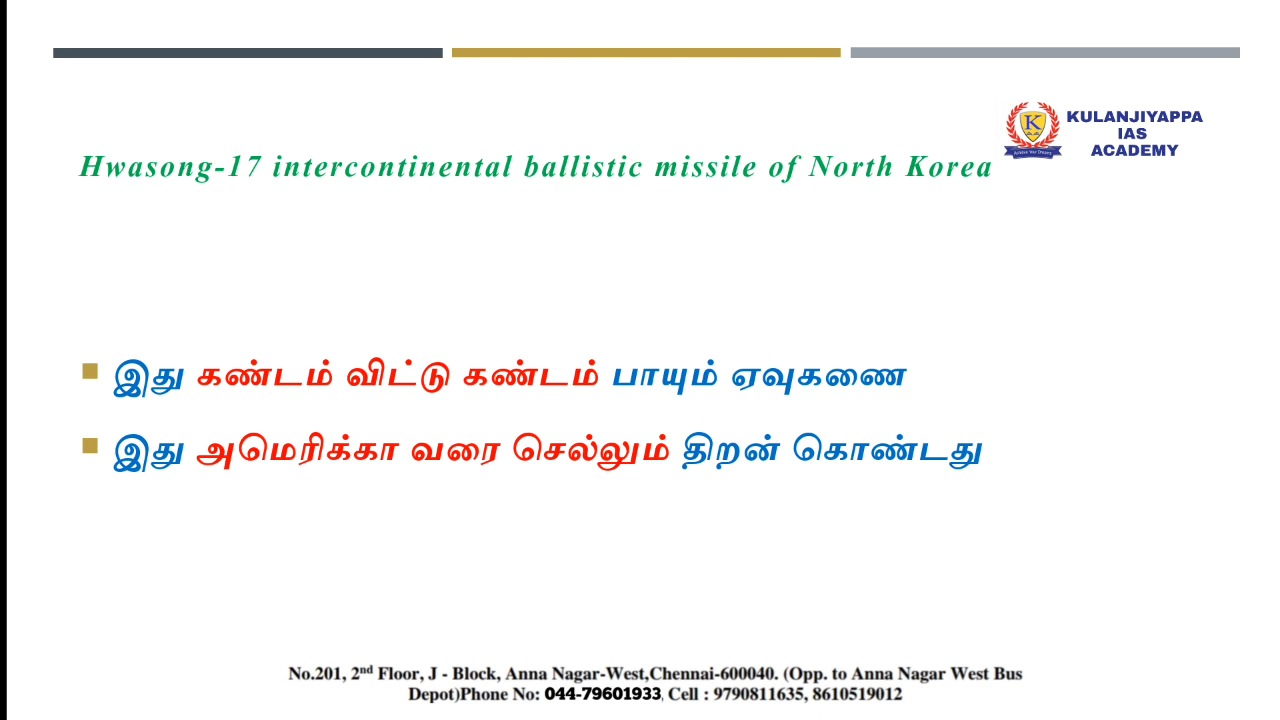 KULANJIYAPPA
IAS
ACADEMY
Hwasong-17 intercontinental ballistic missile of North Korea
இது கண்டம் விட்டு கண்டம் பாயும் ஏவுகணை
இது அமெரிக்கா வரை செல்லும் திறன் கொண்டது
No.201, 2nd Floor, J - Block, Anna Nagar-West,Chennai-600040. (Opp. to Anna Nagar West Bus
Depot)Phone No: 044-79601933, Cell : 9790811635, 8610519012